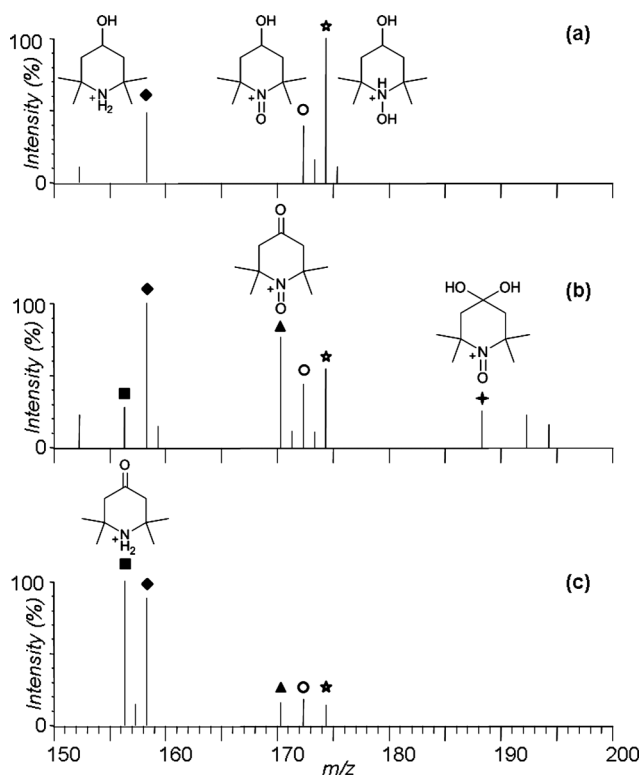 OH
OH
OH
(a)
Intensity (%)
100
0
+
N
H2
+
N
O
H
N
+
OH
O
+
N
O
HO
OH
(b)
Intensity (%)
100
0
+
N
O
O
+
N
H2
(c)
Intensity (%)
100
0
150
160
170
180
190
200
m/z